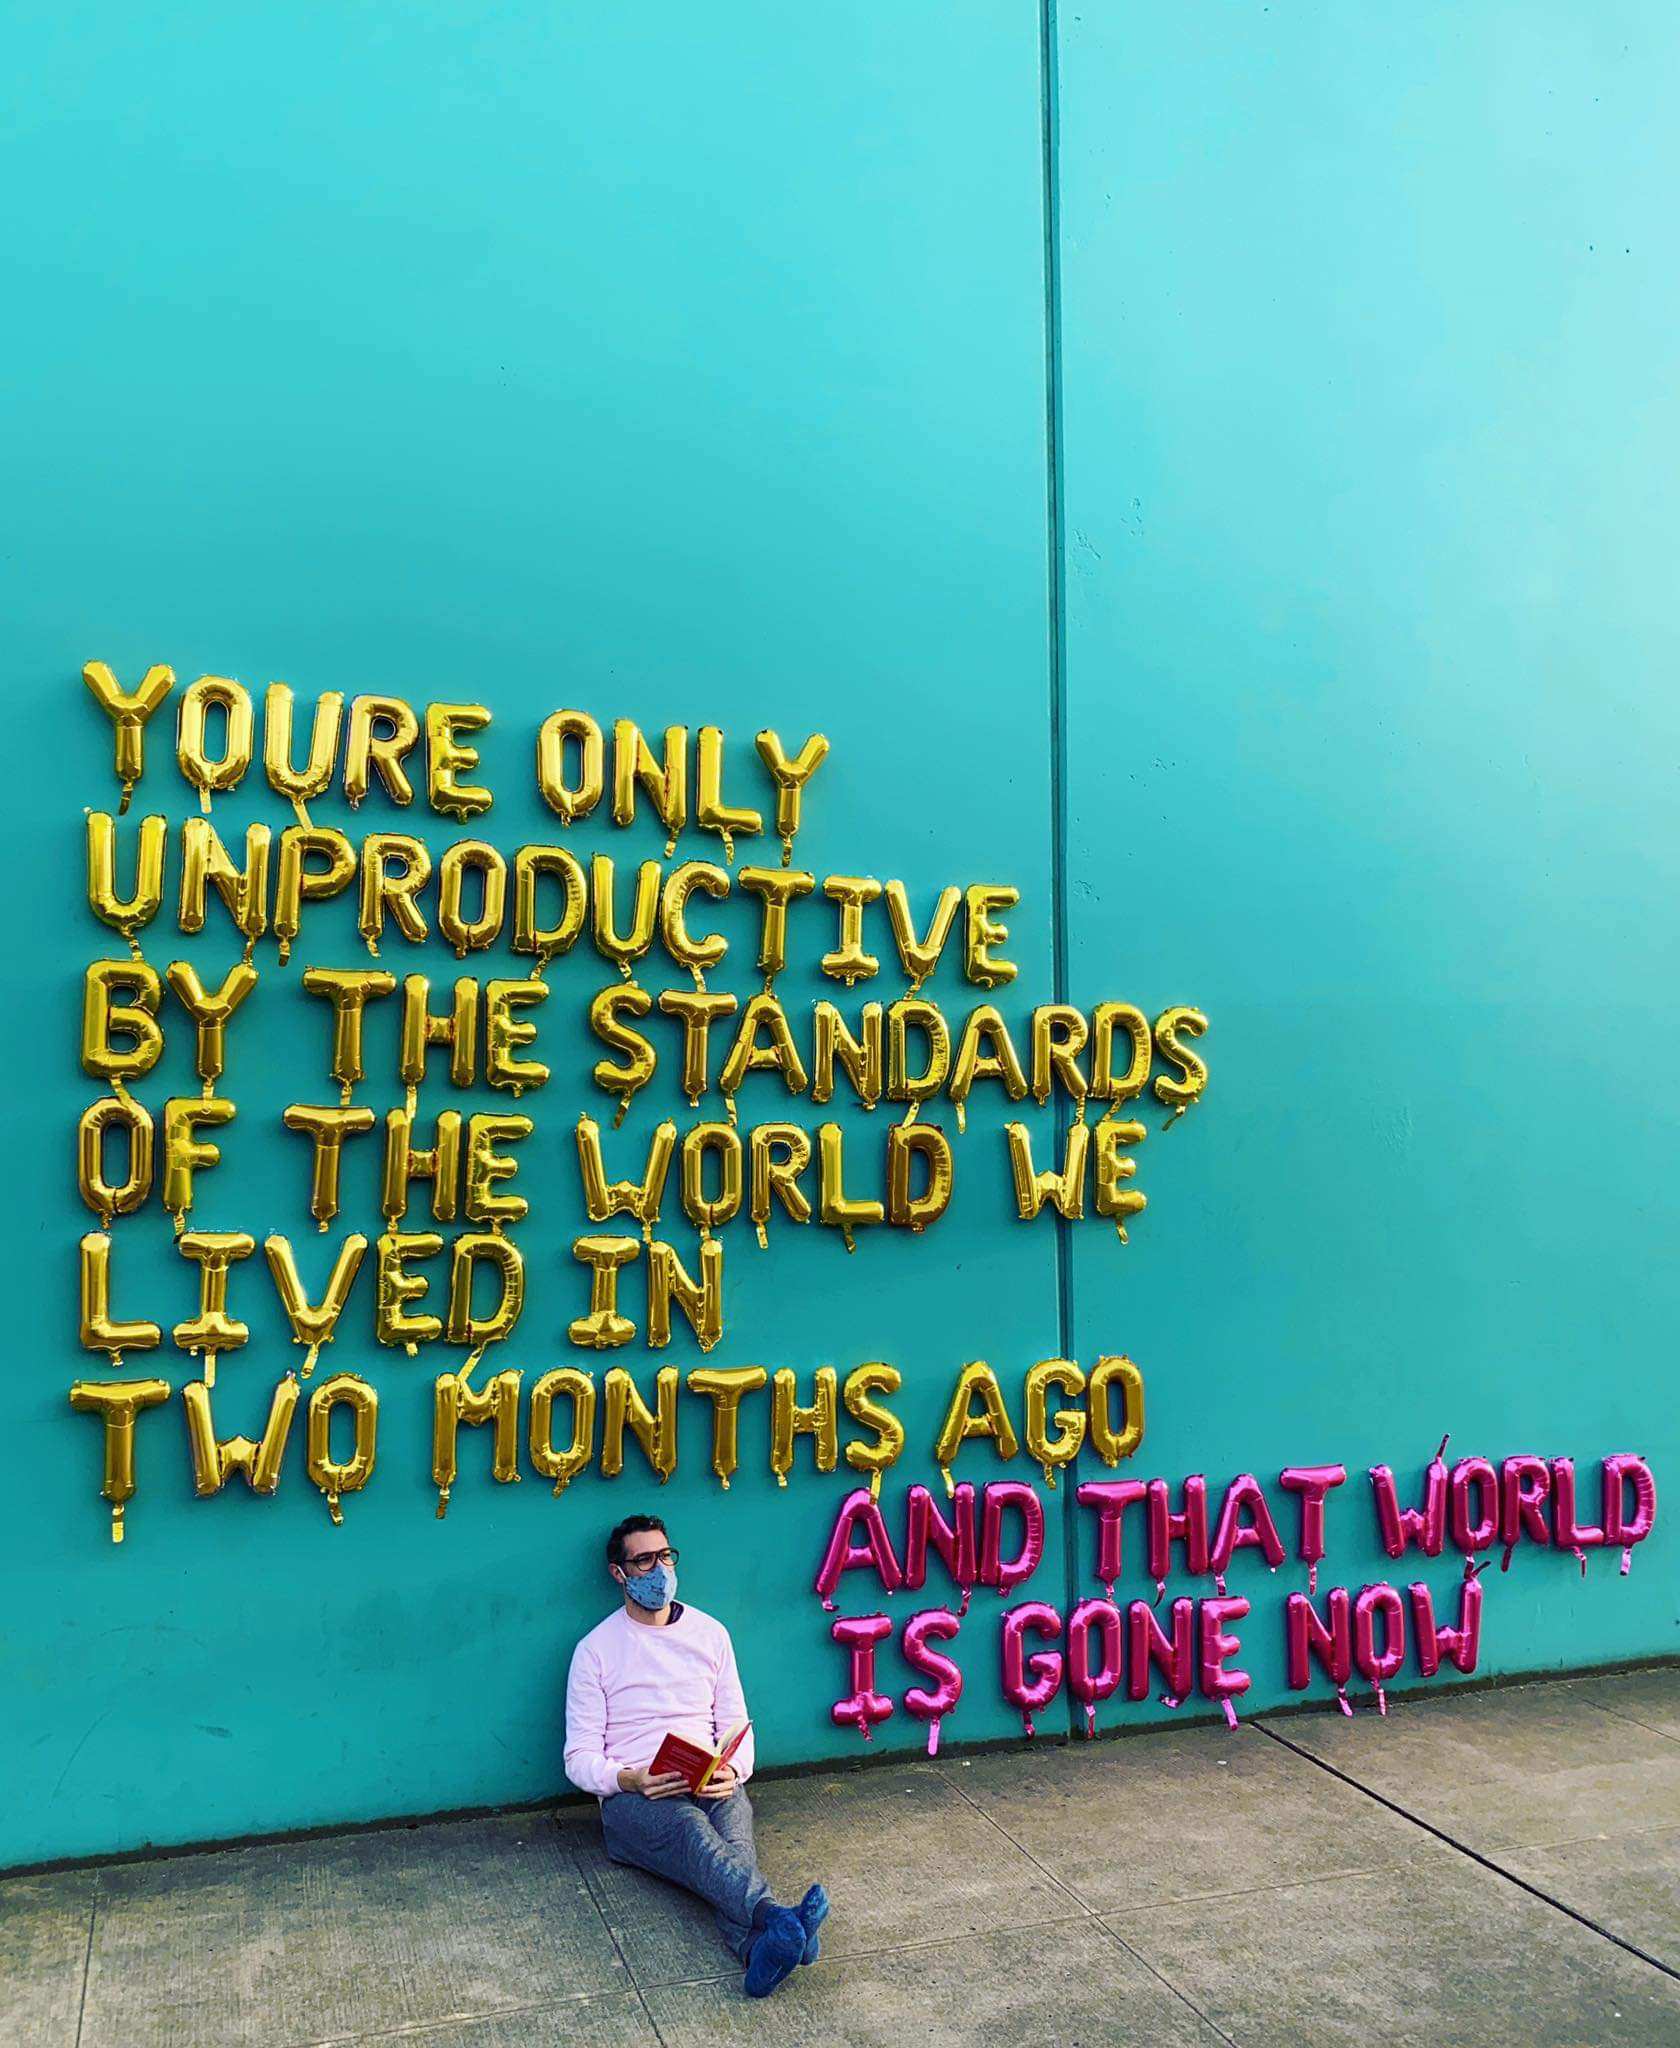 YOURE ONLY
UNPRODUCTIVE
BY THE STANDARDS
OF THE WORLD WE
LIVED IN
TWO MONTHS AGO
AND THAT WORLD
IS GONE NOW